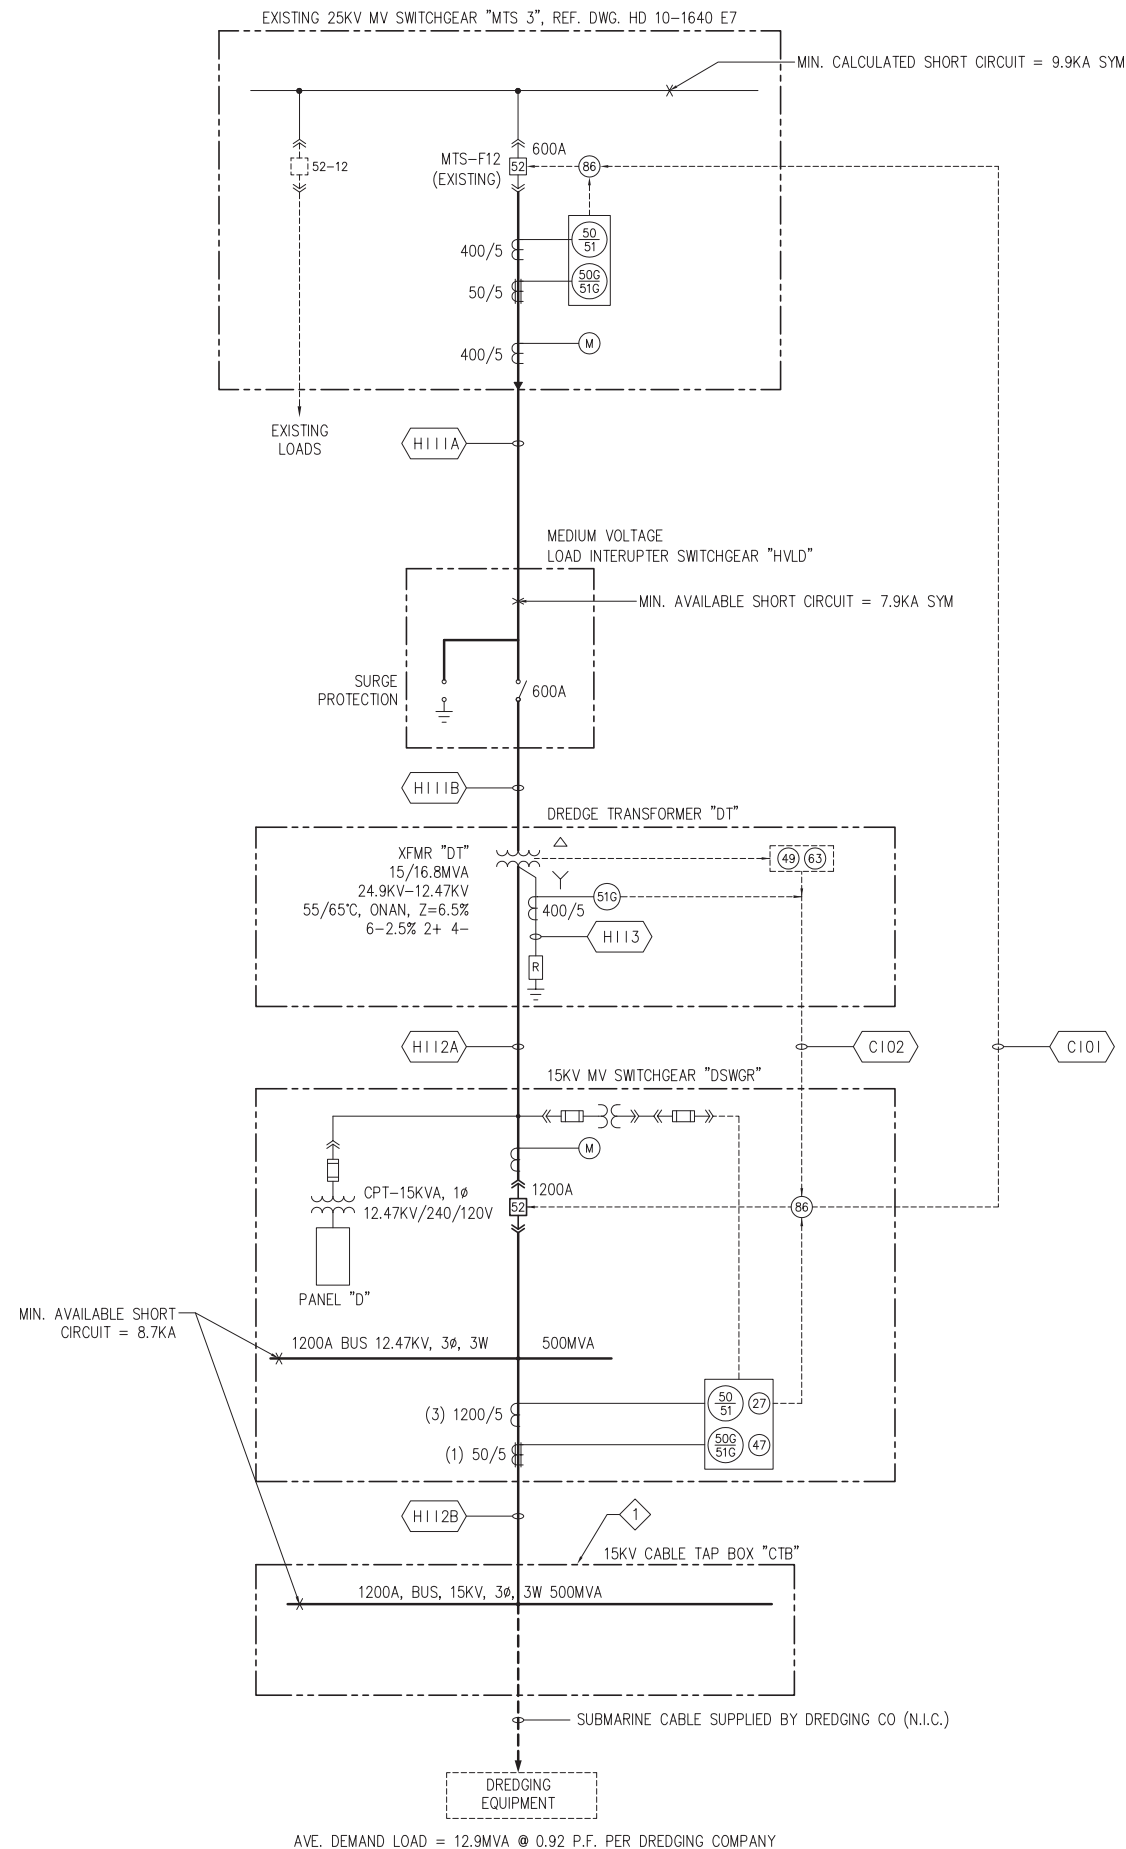 EXISTING 25KV MV SWITCHGEAR "MTS 3", REF. DWG. HD 10-1640 E7
MIN. CALCULATED SHORT CIRCUIT = 9.9KA SYM
52-12
MTS-F12
(EXISTING)
600A
52
86
400/5
50
51
50/5
50G
51G
400/5
M
EXISTING
LOADS
H111A
MEDIUM VOLTAGE
LOAD INTERUPTER SWITCHGEAR "HVLD"
MIN. AVAILABLE SHORT CIRCUIT = 7.9KA SYM
SURGE
PROTECTION
600A
H111B
DREDGE TRANSFORMER "DT"
XFMR "DT"
15/16.8MVA
24.9KV-12.47KV
55/65°C, ONAN, Z=6.5%
6-2.5% 2+ 4-
49
63
51G
400/5
H113
R
H112A
C102
C101
15KV MV SWITCHGEAR "DSWGR"
M
CPT-15KVA, 1ø
12.47KV/240/120V
1200A
52
86
PANEL "D"
MIN. AVAILABLE SHORT
CIRCUIT = 8.7KA
1200A BUS 12.47KV, 3ø, 3W
500MVA
(3) 1200/5
50
51
27
(1) 50/5
50G
51G
47
H112B
1
15KV CABLE TAP BOX "CTB"
1200A, BUS, 15KV, 3ø, 3W 500MVA
SUBMARINE CABLE SUPPLIED BY DREDGING CO (N.I.C.)
DREDGING
EQUIPMENT
AVE. DEMAND LOAD = 12.9MVA @ 0.92 P.F. PER DREDGING COMPANY